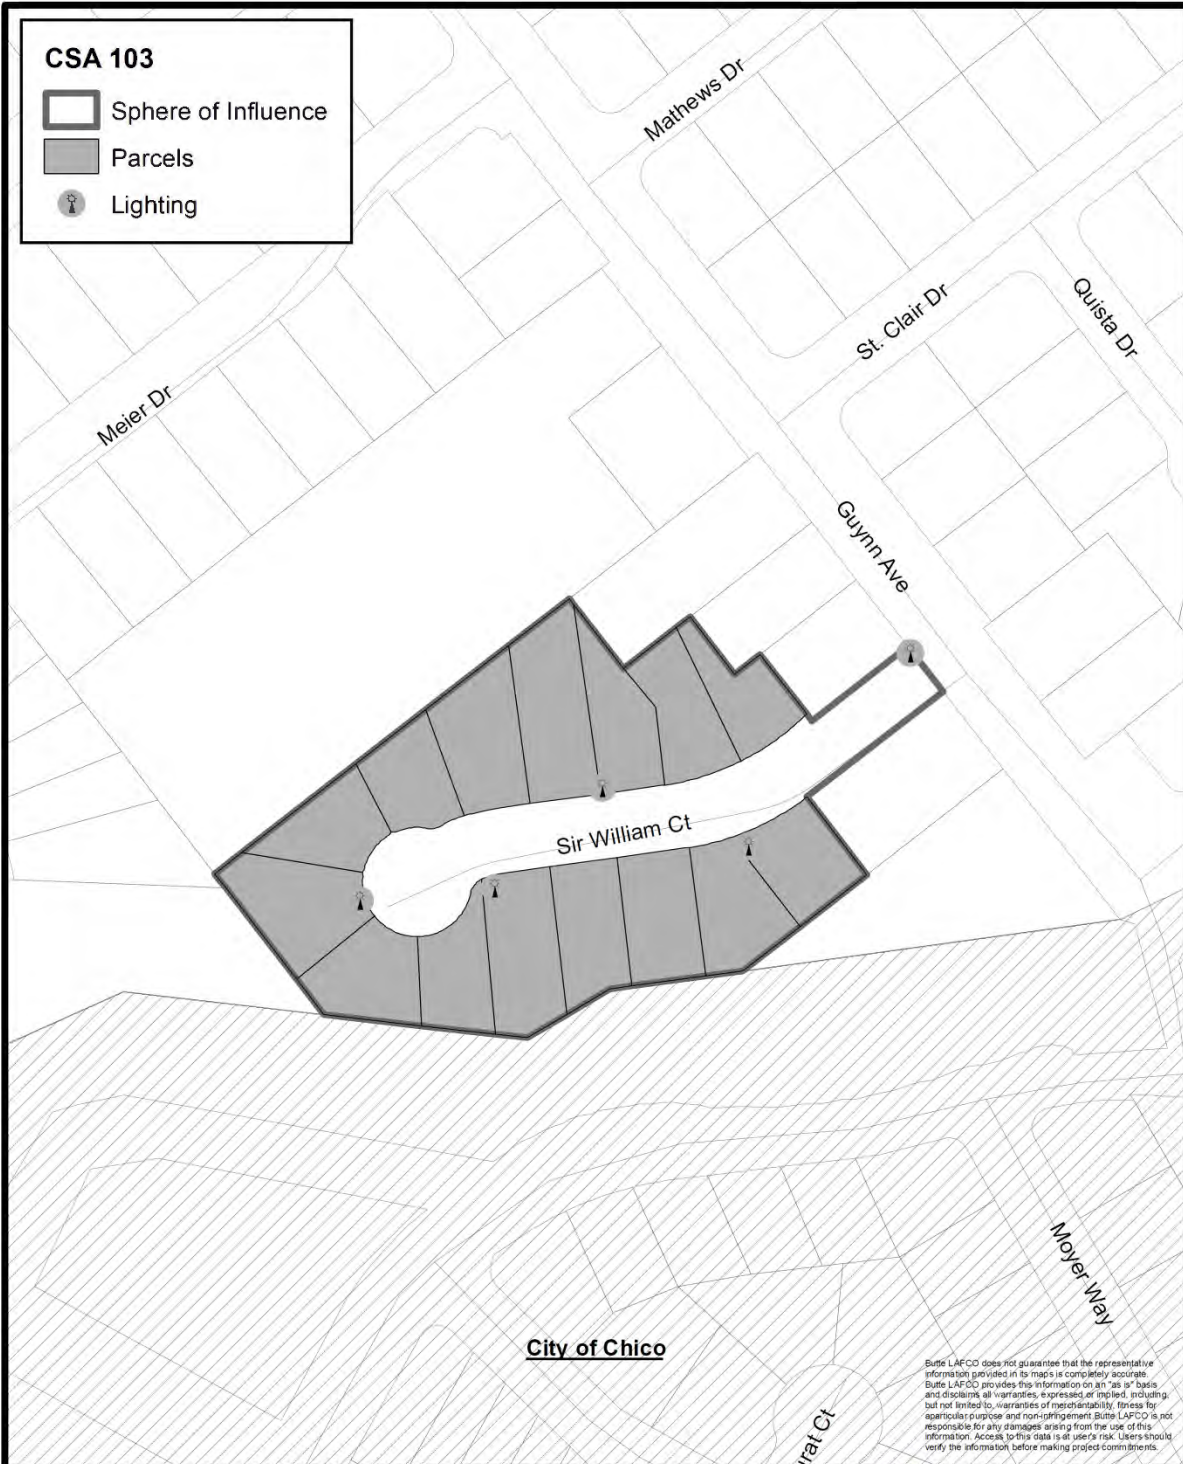 CSA 103
Sphere of Influence
Parcels
Lighting
Mathews Dr
St. Clair Dr
Quista Dr
Meier Dr
Guynn Ave
Sir William Ct
Moyer Way
City of Chico
Butte LAFCO does not guarantee that the representative
information provided in its maps is completely accurate.
Butte LAFCO provides this information on an "as is" basis
and disclaims all warranties, expressed or implied, including,
but not limited to, warranties of merchantability, fitness for
aparticular purpose and non-infringement. Butte LAFCO is not
responsible for any damages arising from the use of this
information. Access to this data is at user's risk. Users should
verify the information before making project commitments.
rat Ct